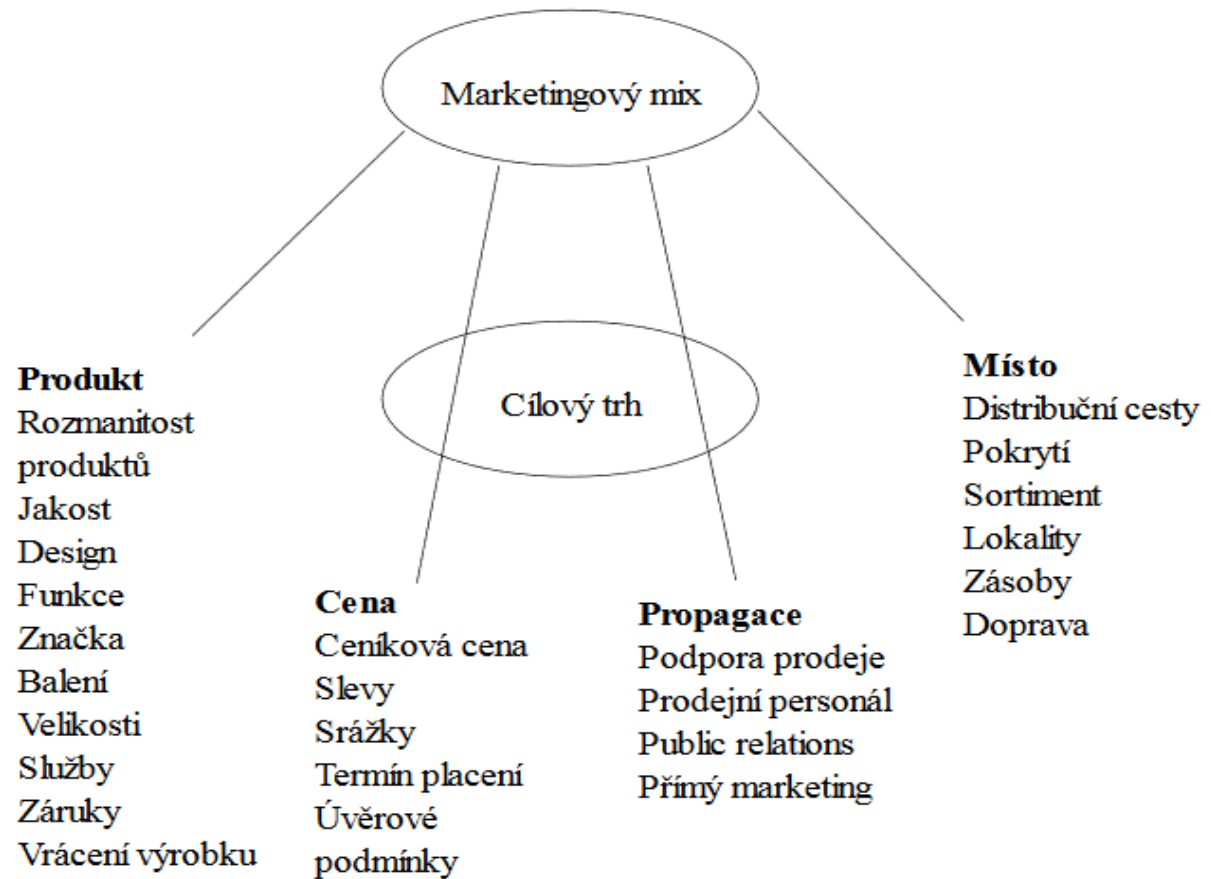 Marketingový mix
Cílový trh
Produkt
Rozmanitost
produktů
Jakost
Design
Funkce
Značka
Balení
Velikosti
Služby
Záruky
Vrácení výrobku
Cena
Ceníková cena
Slevy
Srážky
Termín placení
Úvěrové
podmínky
Propagace
Podpora prodeje
Prodejní personál
Public relations
Přímý marketing
Místo
Distribuční cesty
Pokrytí
Sortiment
Lokality
Zásoby
Doprava